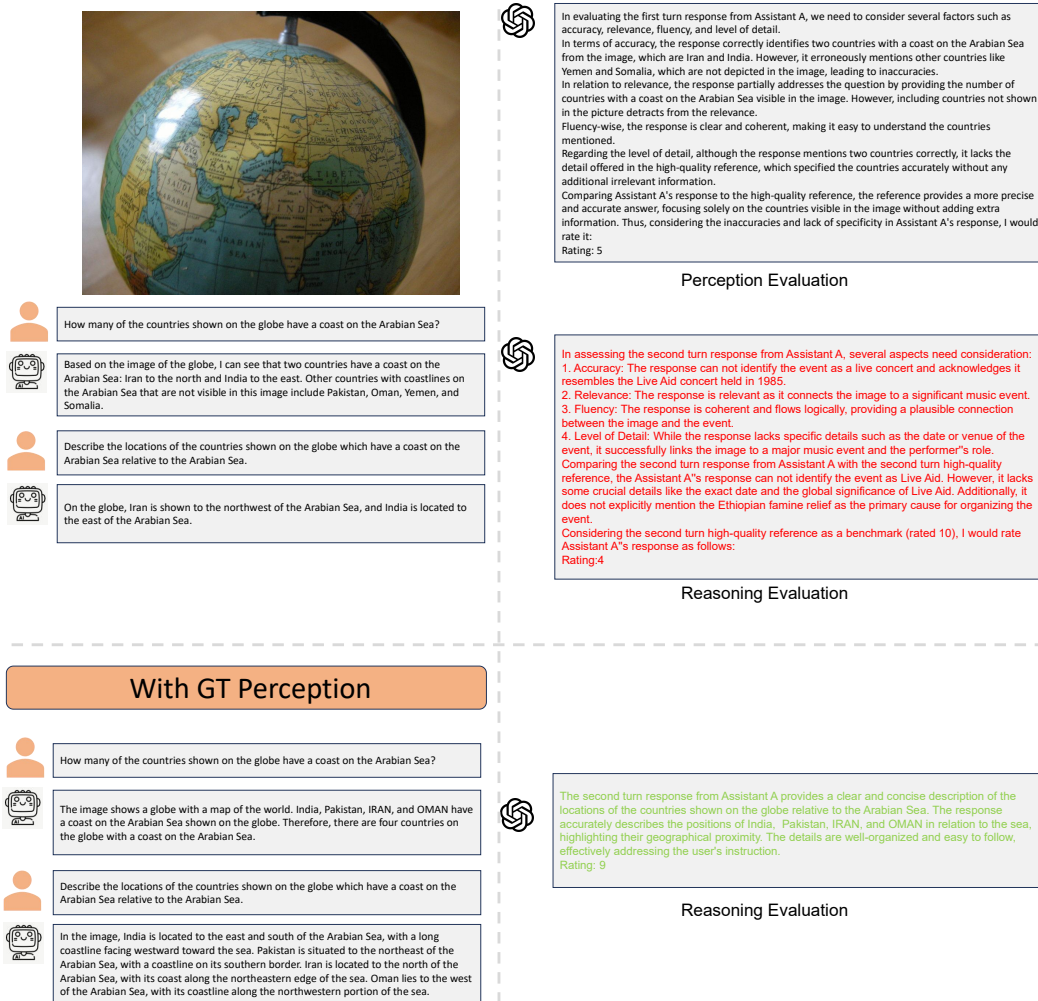 In evaluating the first turn response from Assistant A, we need to consider several factors such as
accuracy, relevance, fluency, and level of detail.
In terms of accuracy, the response correctly identifies two countries with a coast on the Arabian Sea
from the image, which are Iran and India. However, it erroneously mentions other countries like
Yemen and Somalia, which are not depicted in the image, leading to inaccuracies.
In relation to relevance, the response partially addresses the question by providing the number of
countries with a coast on the Arabian Sea visible in the image. However, including countries not shown
in the picture detracts from the relevance.
Fluency-wise, the response is clear and coherent, making it easy to understand the countries
mentioned.
Regarding the level of detail, although the response mentions two countries correctly, it lacks the
detail offered in the high-quality reference, which specified the countries accurately without any
additional irrelevant information.
Comparing Assistant A's response to the high-quality reference, the reference provides a more precise
and accurate answer, focusing solely on the countries visible in the image without adding extra
information. Thus, considering the inaccuracies and lack of specificity in Assistant A's response, I would
rate it:
Rating: 5
Perception Evaluation
CHINESE
TIBET
IRAN
SAUDI
ARABIA
INDIA
ARABIAN
SEA
BAY OF
BENGAL
How many of the countries shown on the globe have a coast on the Arabian Sea?
Based on the image of the globe, I can see that two countries have a coast on the
Arabian Sea: Iran to the north and India to the east. Other countries with coastlines on
the Arabian Sea that are not visible in this image include Pakistan, Oman, Yemen, and
Somalia.
Describe the locations of the countries shown on the globe which have a coast on the
Arabian Sea relative to the Arabian Sea.
On the globe, Iran is shown to the northwest of the Arabian Sea, and India is located to
the east of the Arabian Sea.
In assessing the second turn response from Assistant A, several aspects need consideration:
1. Accuracy: The response can not identify the event as a live concert and acknowledges it
resembles the Live Aid concert held in 1985.
2. Relevance: The response is relevant as it connects the image to a significant music event.
3. Fluency: The response is coherent and flows logically, providing a plausible connection
between the image and the event.
4. Level of Detail: While the response lacks specific details such as the date or venue of the
event, it successfully links the image to a major music event and the performer"s role.
Comparing the second turn response from Assistant A with the second turn high-quality
reference, the Assistant A"s response can not identify the event as Live Aid. However, it lacks
some crucial details like the exact date and the global significance of Live Aid. Additionally, it
does not explicitly mention the Ethiopian famine relief as the primary cause for organizing the
event.
Considering the second turn high-quality reference as a benchmark (rated 10), I would rate
Assistant A"s response as follows:
Rating:4
Reasoning Evaluation
With GT Perception
How many of the countries shown on the globe have a coast on the Arabian Sea?
The image shows a globe with a map of the world. India, Pakistan, IRAN, and OMAN have
a coast on the Arabian Sea shown on the globe. Therefore, there are four countries on
the globe with a coast on the Arabian Sea.
Describe the locations of the countries shown on the globe which have a coast on the
Arabian Sea relative to the Arabian Sea.
In the image, India is located to the east and south of the Arabian Sea, with a long
coastline facing westward toward the sea. Pakistan is situated to the northeast of the
Arabian Sea, with a coastline on its southern border. Iran is located to the north of the
Arabian Sea, with its coast along the northeastern edge of the sea. Oman lies to the west
of the Arabian Sea, with its coastline along the northwestern portion of the sea.
The second turn response from Assistant A provides a clear and concise description of the
locations of the countries shown on the globe relative to the Arabian Sea. The response
accurately describes the positions of India, Pakistan, IRAN, and OMAN in relation to the sea,
highlighting their geographical proximity. The details are well-organized and easy to follow,
effectively addressing the user's instruction.
Rating: 9
Reasoning Evaluation